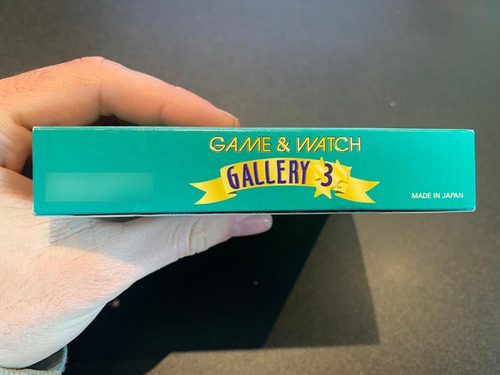 GAME & WATCH
GALLERY 3
MADE IN JAPAN